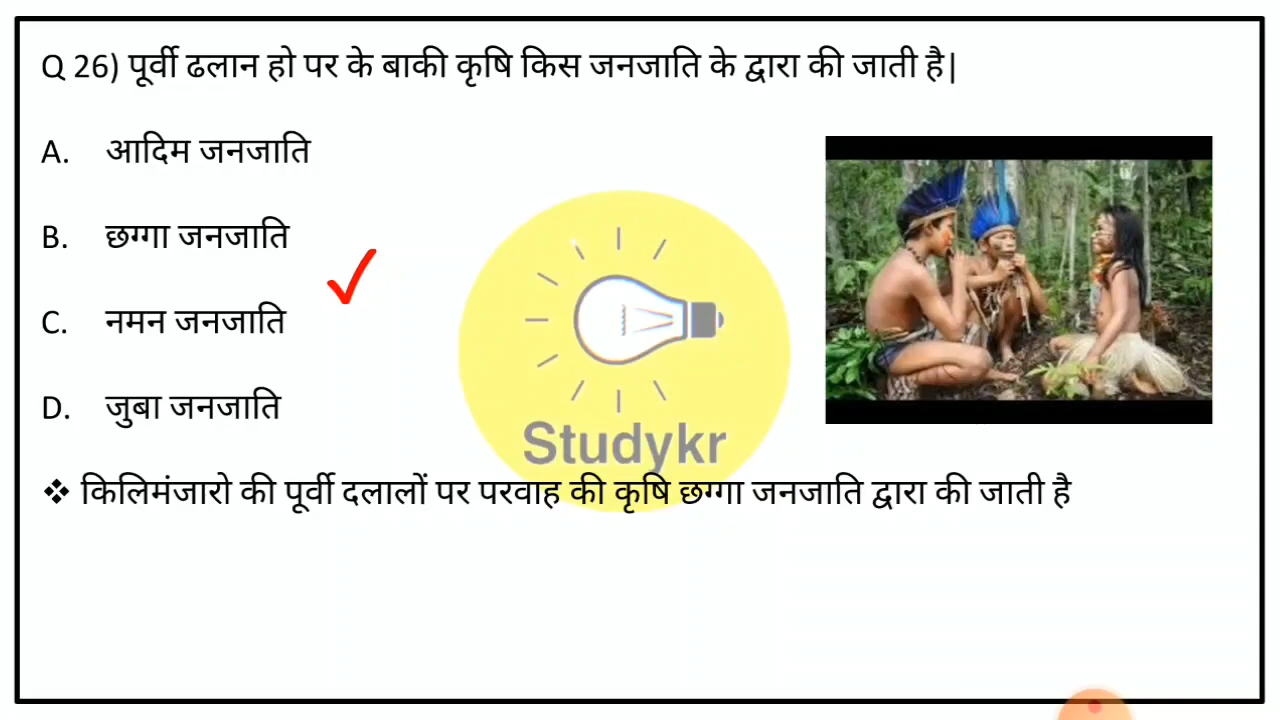 Q 26) पूर्वी ढलान हो पर के बाकी कृषि किस जनजाति के द्वारा की जाती है|
A. आदिम जनजाति
B. छग्गा जनजाति
C. नमन जनजाति
D. जुबा जनजाति
Studykr
❖ किलिमंजारो की पूर्वी दलालों पर परवाह की कृषि छग्गा जनजाति द्वारा की जाती है